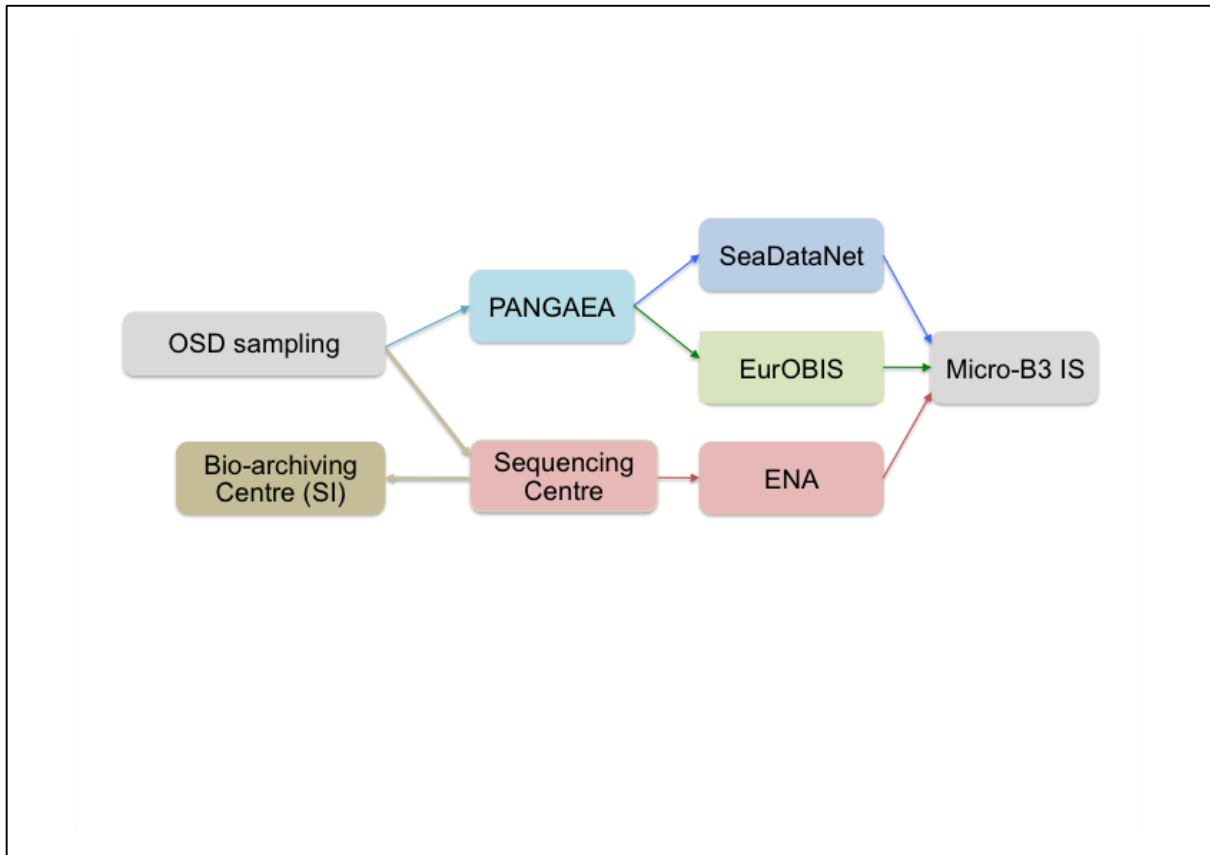 SeaDataNet
PANGAEA
OSD sampling
EurOBIS
Micro-B3 IS
Bio-archiving
Centre (SI)
Sequencing
Centre
ENA